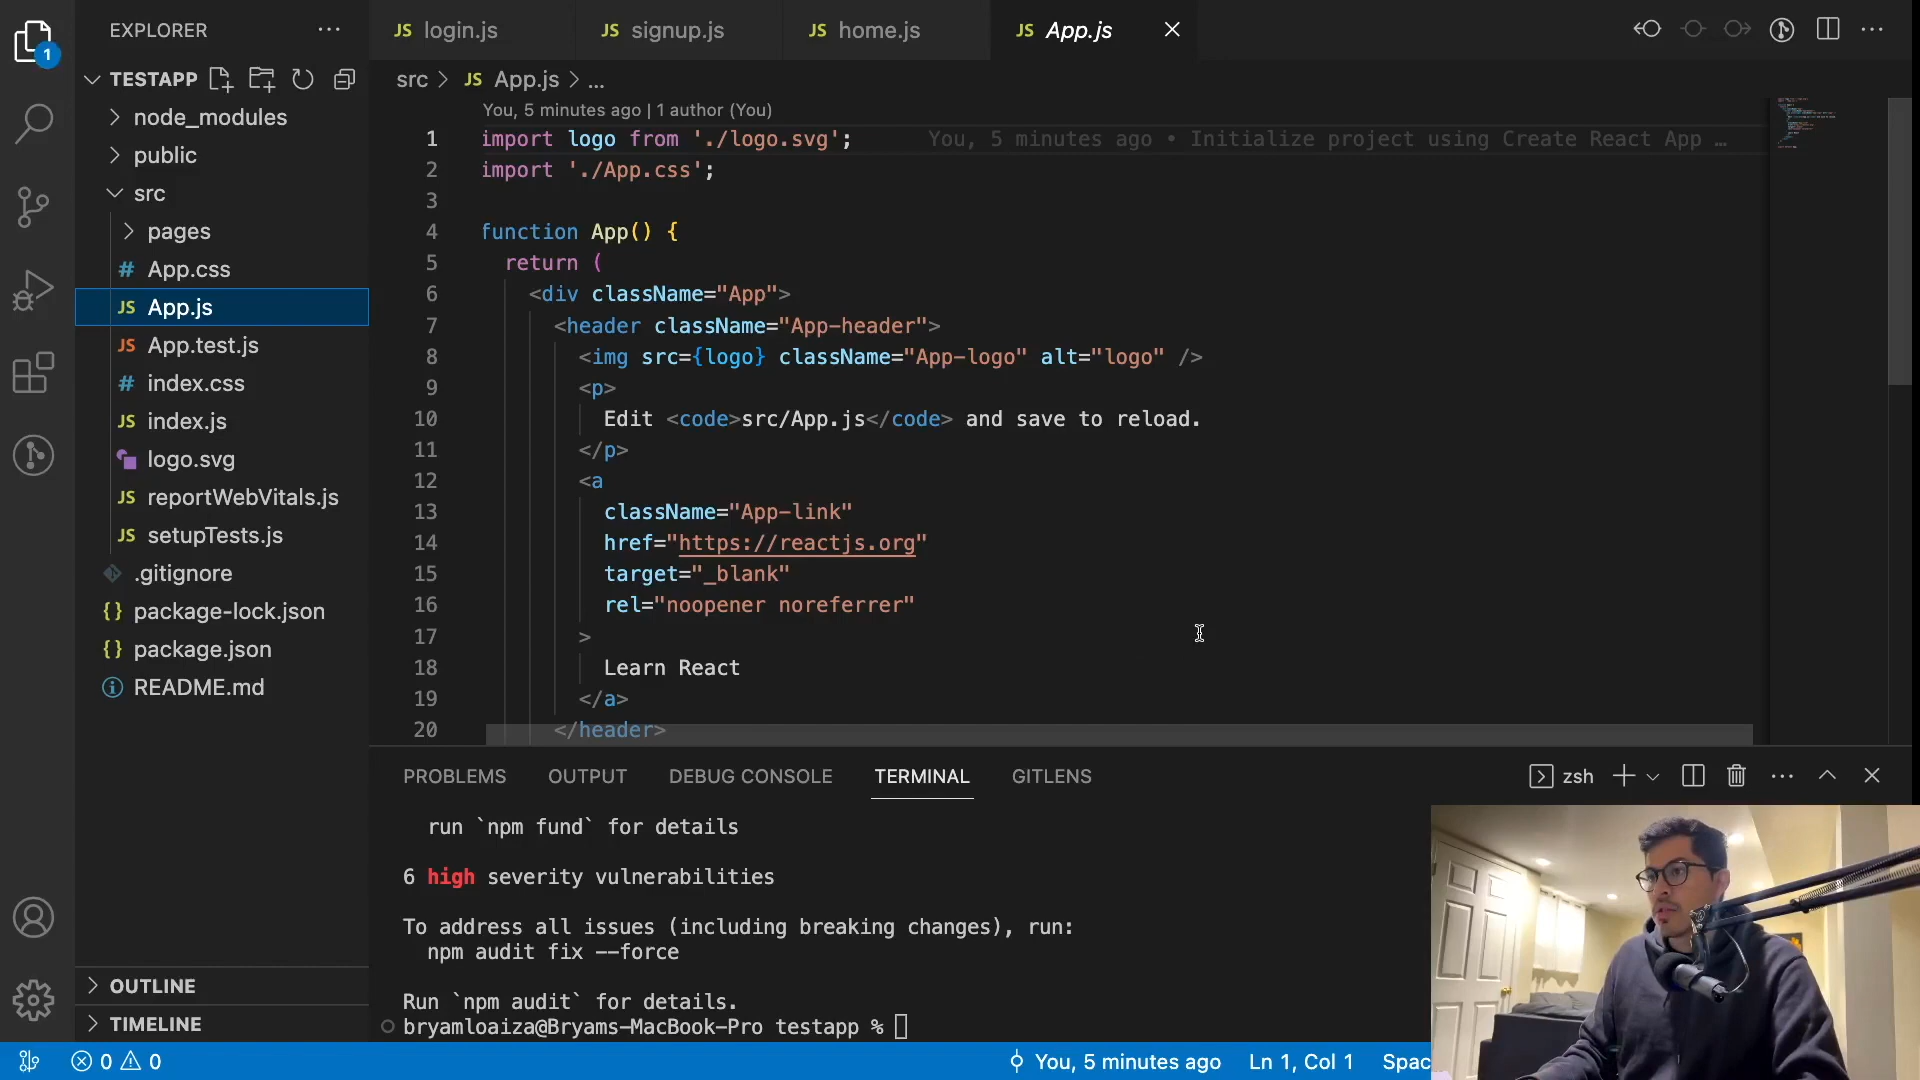 EXPLORER
TESTAPP
node_modules
public
src
pages
# App.css
JS App.js
JS App.test.js
# index.css
JS index.js
logo.svg
JS reportWebVitals.js
JS setupTests.js
.gitignore
{} package-lock.json
{} package.json
README.md
OUTLINE
TIMELINE
1
JS login.js
JS signup.js
JS home.js
JS App.js
src > JS App.js > ...
You, 5 minutes ago | 1 author (You)
1 import logo from './logo.svg'; You, 5 minutes ago • Initialize project using Create React App …
2 import './App.css';
3
4 function App() {
5 return (
6 <div className="App">
7 <header className="App-header">
8 <img src={logo} className="App-logo" alt="logo" />
9 <p>
10 Edit <code>src/App.js</code> and save to reload.
11 </p>
12 <a
13 className="App-link"
14 href="https://reactjs.org"
15 target="_blank"
16 rel="noopener noreferrer"
17 >
18 Learn React
19 </a>
20 </header>
PROBLEMS OUTPUT DEBUG CONSOLE TERMINAL GITLENS
zsh
run `npm fund` for details
6 high severity vulnerabilities
To address all issues (including breaking changes), run:
npm audit fix --force
Run `npm audit` for details.
bryamloaiza@Bryams-MacBook-Pro testapp %
0 0
You, 5 minutes ago Ln 1, Col 1 Spac